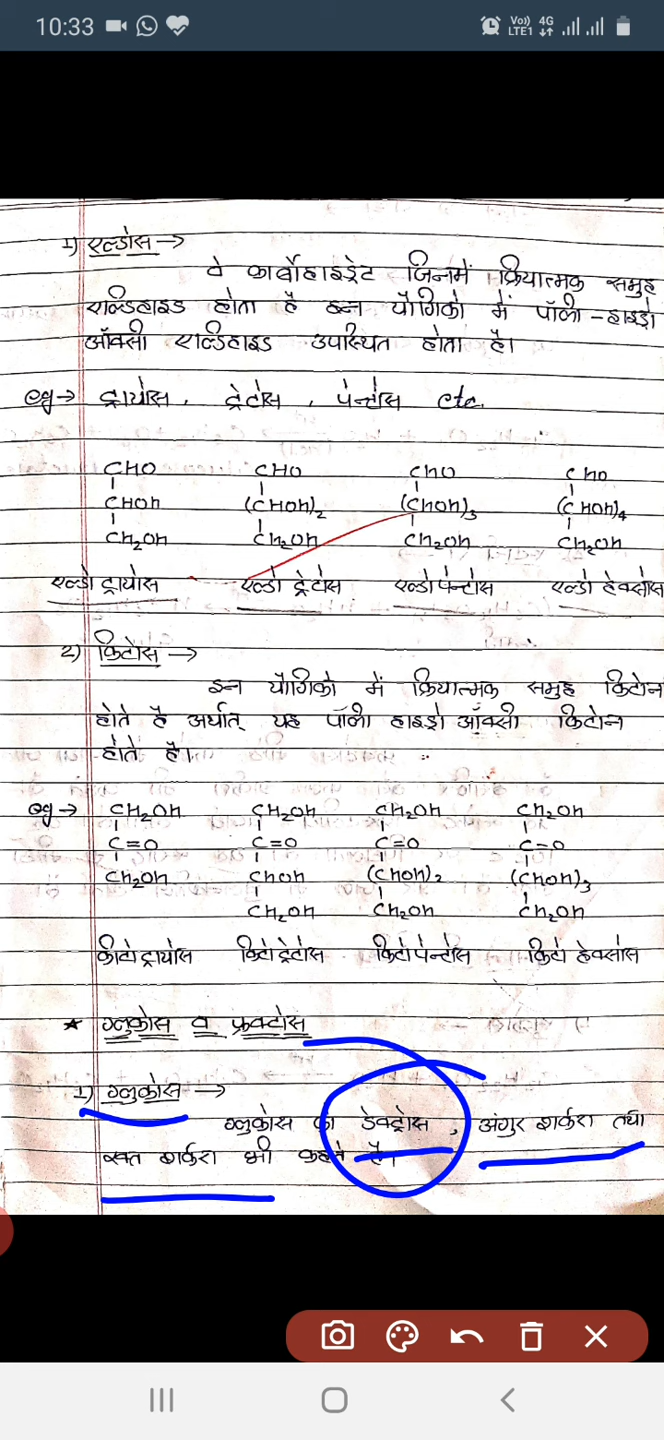 10:33
Vo)) 4G
LTE1
1) एल्डोस →
वे कार्बोहाइड्रेट जिनमें क्रियात्मक समुह
एल्डिहाइड होता है इन यौगिको में पॉली-हाइड्रो
ऑक्सी एल्डिहाइड उपस्थित होता है।
eg → ट्रायोस, ट्रेटोस, पेन्टोस etc.
CHO CHO CHO CHO
CHOH (CHOH)2 (CHOH)3 (CHOH)4
CH2OH CH2OH CH2OH CH2OH
एल्डो ट्रायोस एल्डो ट्रेटोस एल्डो पेन्टोस एल्डो हेक्सोस
2) किटोस →
इन यौगिको में क्रियात्मक समुह किटोन
होते है अर्थात् यह पॉली हाइड्रो ऑक्सी किटोन
होते है।
eg → CH2OH CH2OH CH2OH CH2OH
C=O C=O C=O C=O
CH2OH CHOH (CHOH)2 (CHOH)3
CH2OH CH2OH CH2OH
कीटो ट्रायोस किटो ट्रेटोस किटो पेन्टोस किटो हेक्सोस
★ ग्लुकोस व फ्रक्टोस
1) ग्लुकोस →
ग्लुकोस को डेक्ट्रोस, अंगुर शर्करा तथा
रक्त शर्करा भी कहते है।